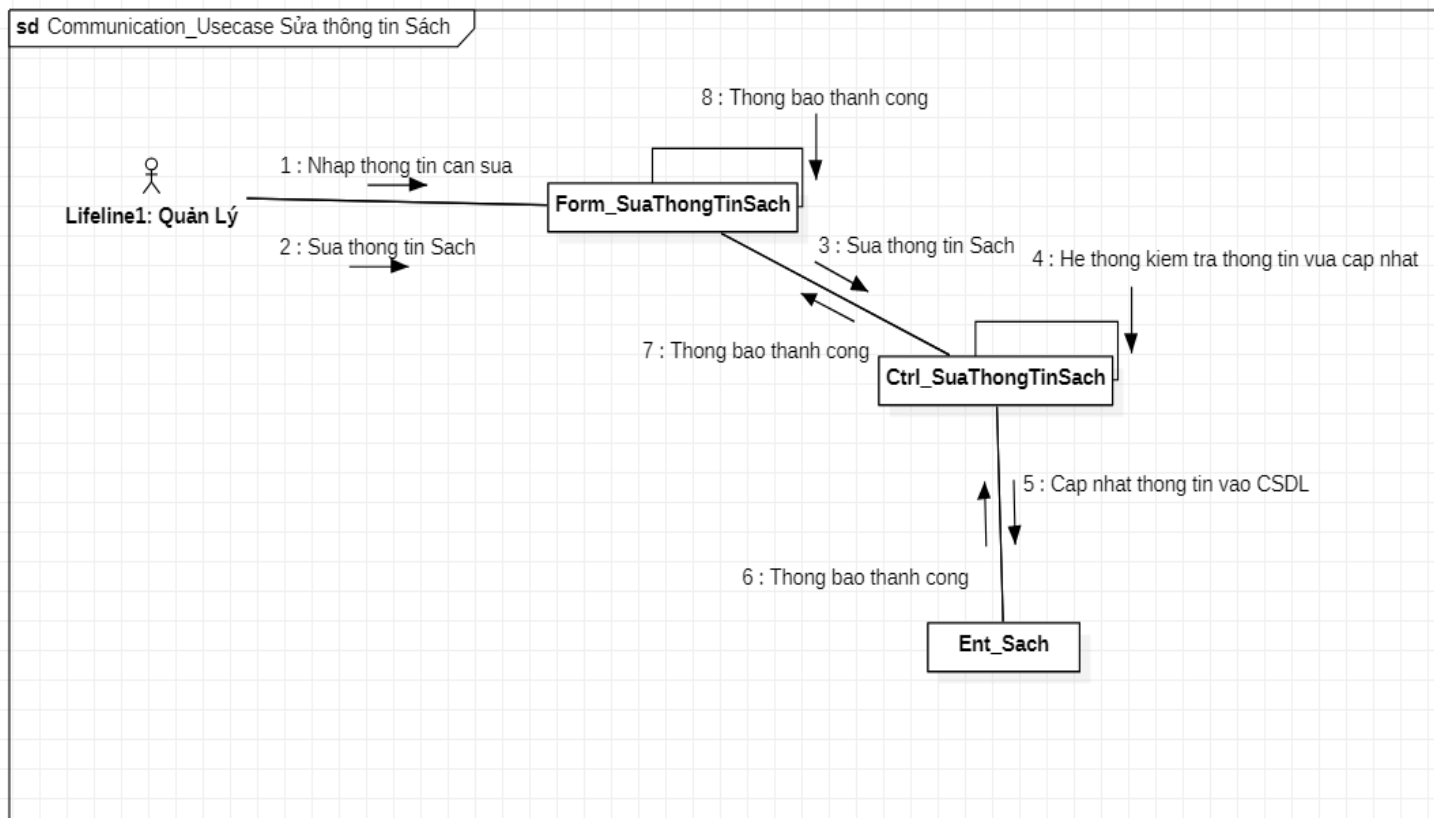 sd Communication_Usecase Sửa thông tin Sách
8 : Thong bao thanh cong
1 : Nhap thong tin can sua
Lifeline1: Quản Lý
Form_SuaThongTinSach
2 : Sua thong tin Sach
3 : Sua thong tin Sach
4 : He thong kiem tra thong tin vua cap nhat
7 : Thong bao thanh cong
Ctrl_SuaThongTinSach
5 : Cap nhat thong tin vao CSDL
6 : Thong bao thanh cong
Ent_Sach